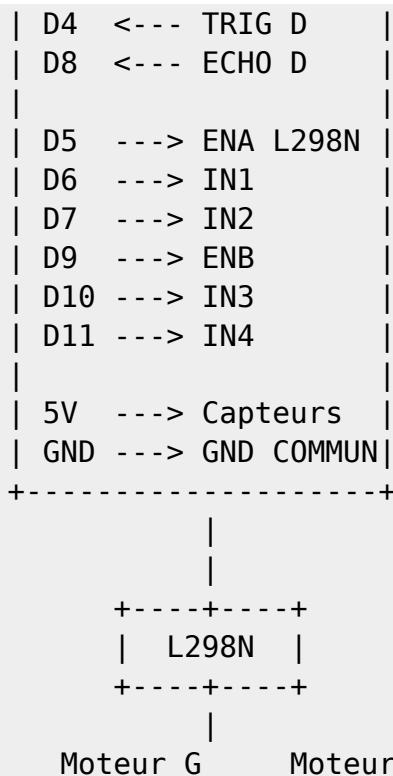 | D4  <--- TRIG D     |
| D8  <--- ECHO D     |
|                     |
| D5  ---> ENA L298N |
| D6  ---> IN1        |
| D7  ---> IN2        |
| D9  ---> ENB        |
| D10 ---> IN3        |
| D11 ---> IN4        |
|                     |
| 5V  ---> Capteurs   |
| GND ---> GND COMMUN|
+--------------------+
|
|
+----+----+
|  L298N  |
+----+----+
|
Moteur G     Moteur